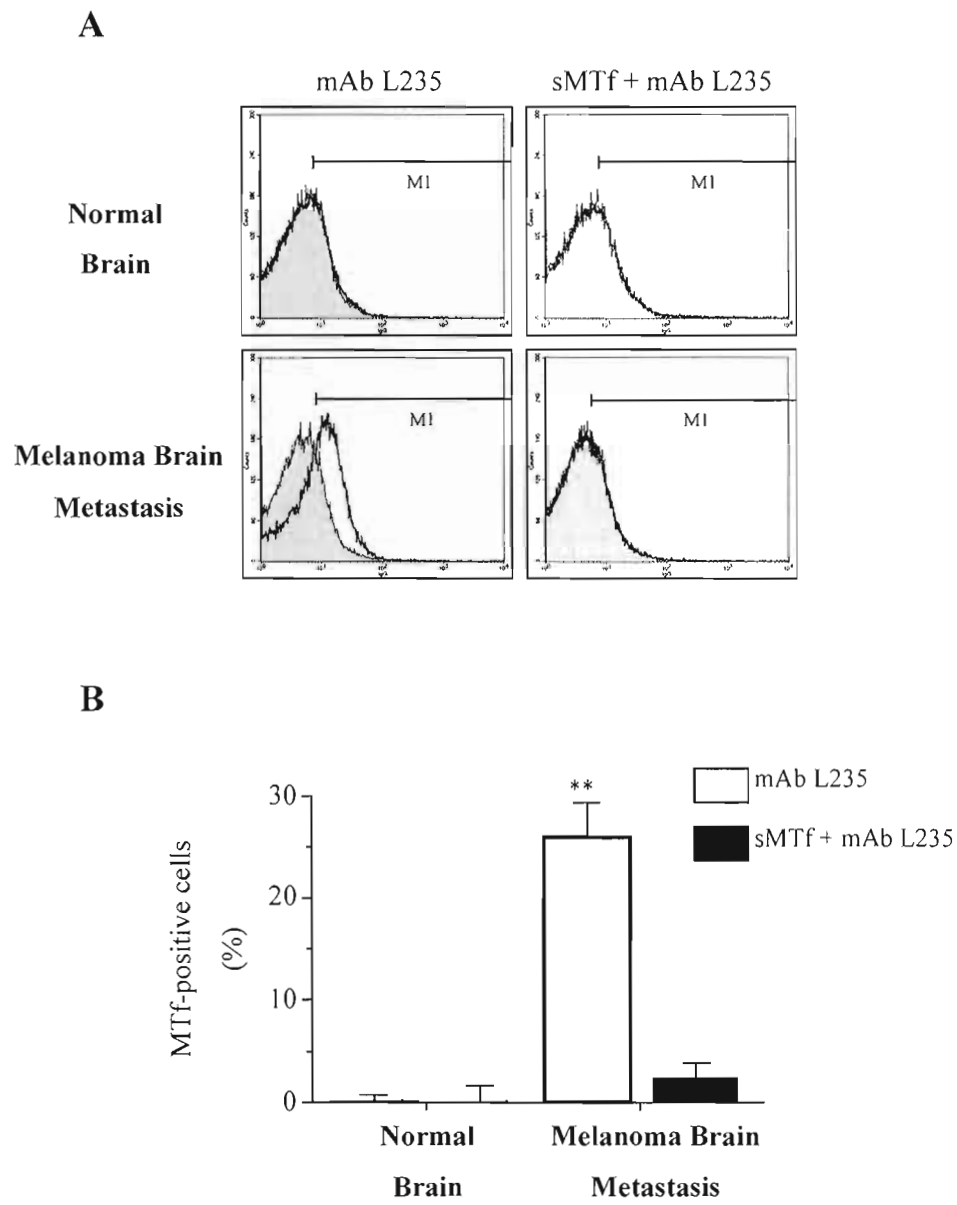 A
mAb L235
sMTf + mAb L235
Normal
Brain
M1
M1
Melanoma Brain
Metastasis
M1
M1
B
mAb L235
sMTf + mAb L235
**
30
20
10
0
MTf-positive cells
(%)
Normal
Brain
Melanoma Brain
Metastasis